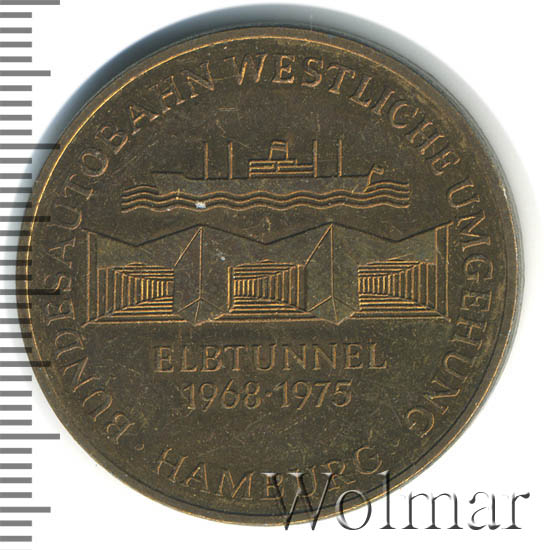 · BUNDESAUTOBAHN WESTLICHE UMGEHUNG ·
ELBTUNNEL
1968·1975
HAMBURG
Wolmar